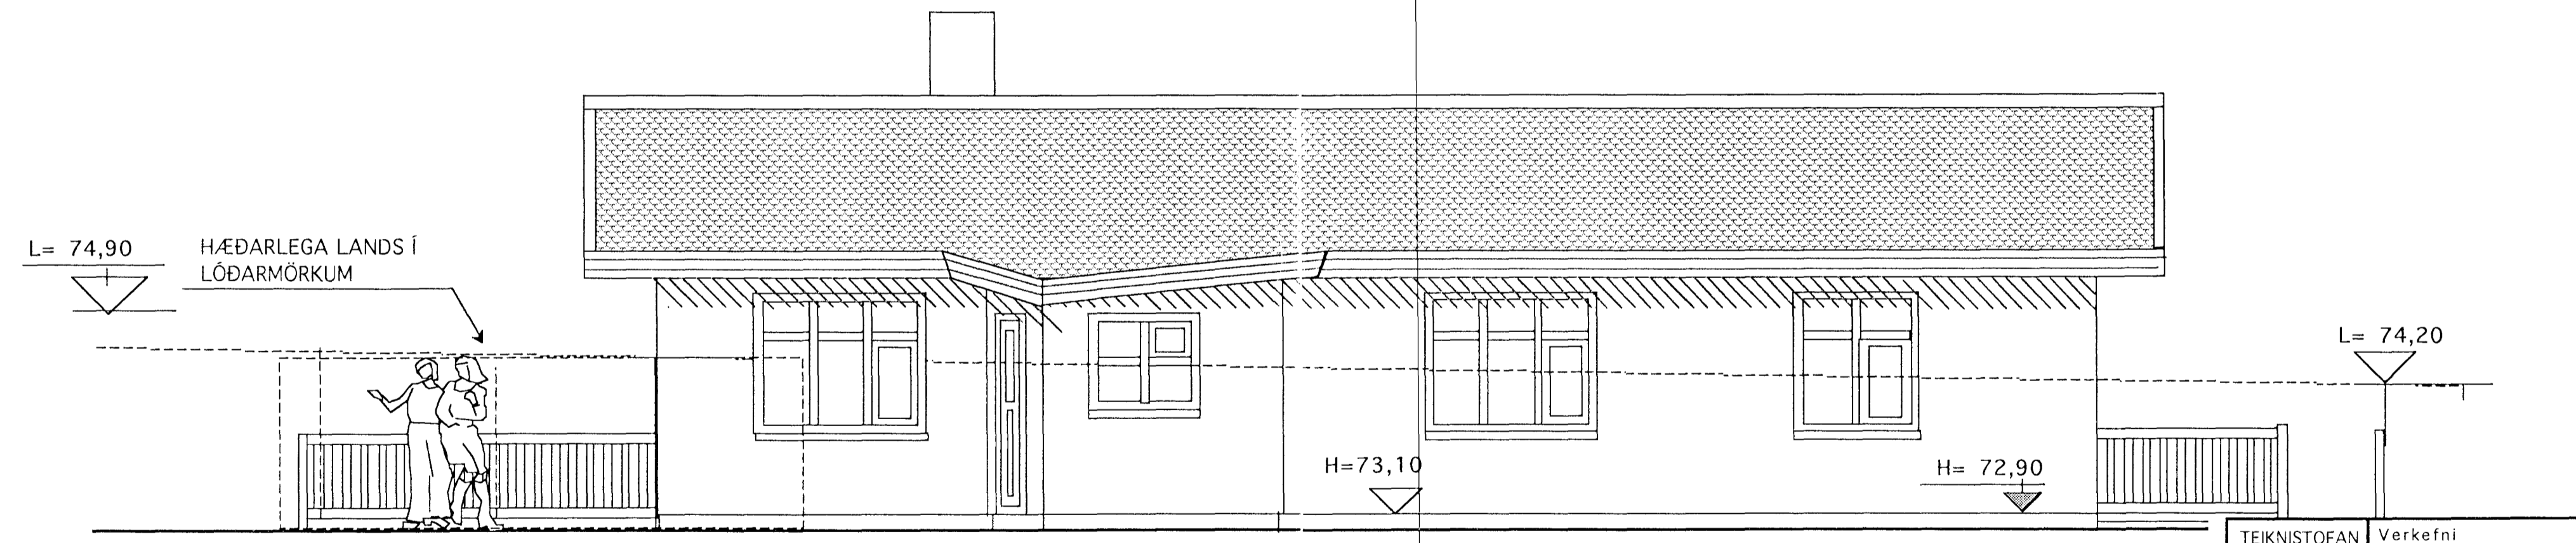 L= 74,90
HÆÐARLEGA LANDS Í
LÓÐARMÖRKUM
L= 74,20
H=73,10
H= 72,90
TEIKNISTOFAN
Verkefni